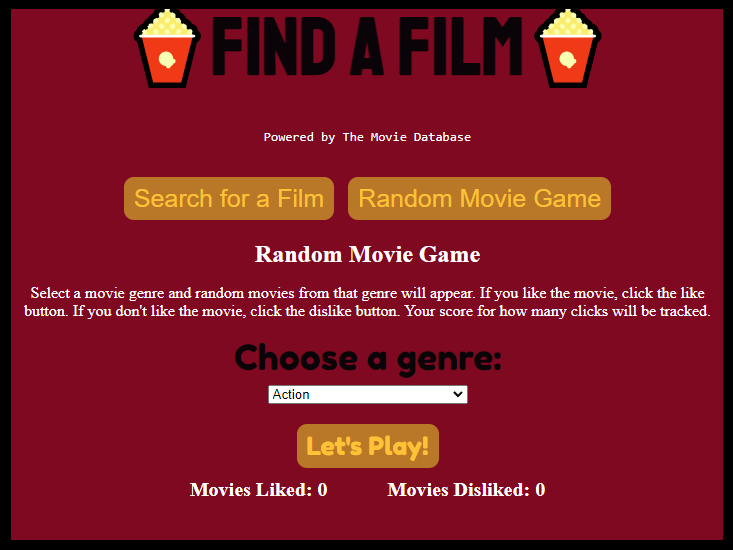 FIND A FILM
Powered by The Movie Database
Search for a Film Random Movie Game
Random Movie Game
Select a movie genre and random movies from that genre will appear. If you like the movie, click the like
button. If you don't like the movie, click the dislike button. Your score for how many clicks will be tracked.
Choose a genre:
Action
Let's Play!
Movies Liked: 0 Movies Disliked: 0